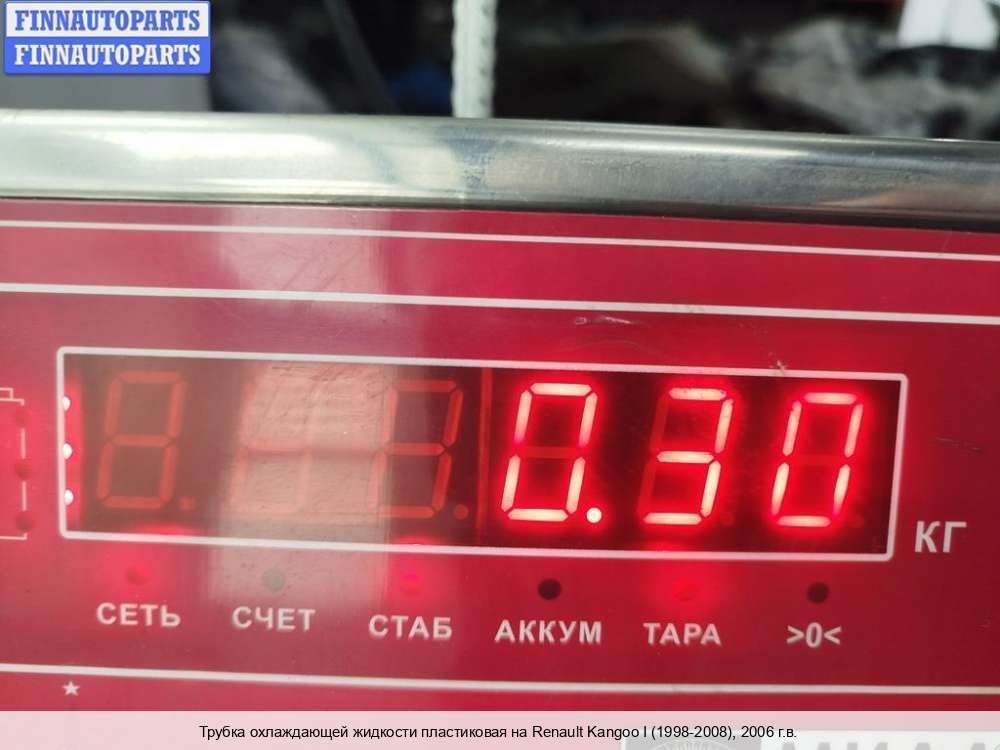 FINNAUTOPARTS
FINNAUTOPARTS
0.30
КГ
СЕТЬ СЧЕТ СТАБ АККУМ ТАРА >0<
Трубка охлаждающей жидкости пластиковая на Renault Kangoo I (1998-2008), 2006 г.в.